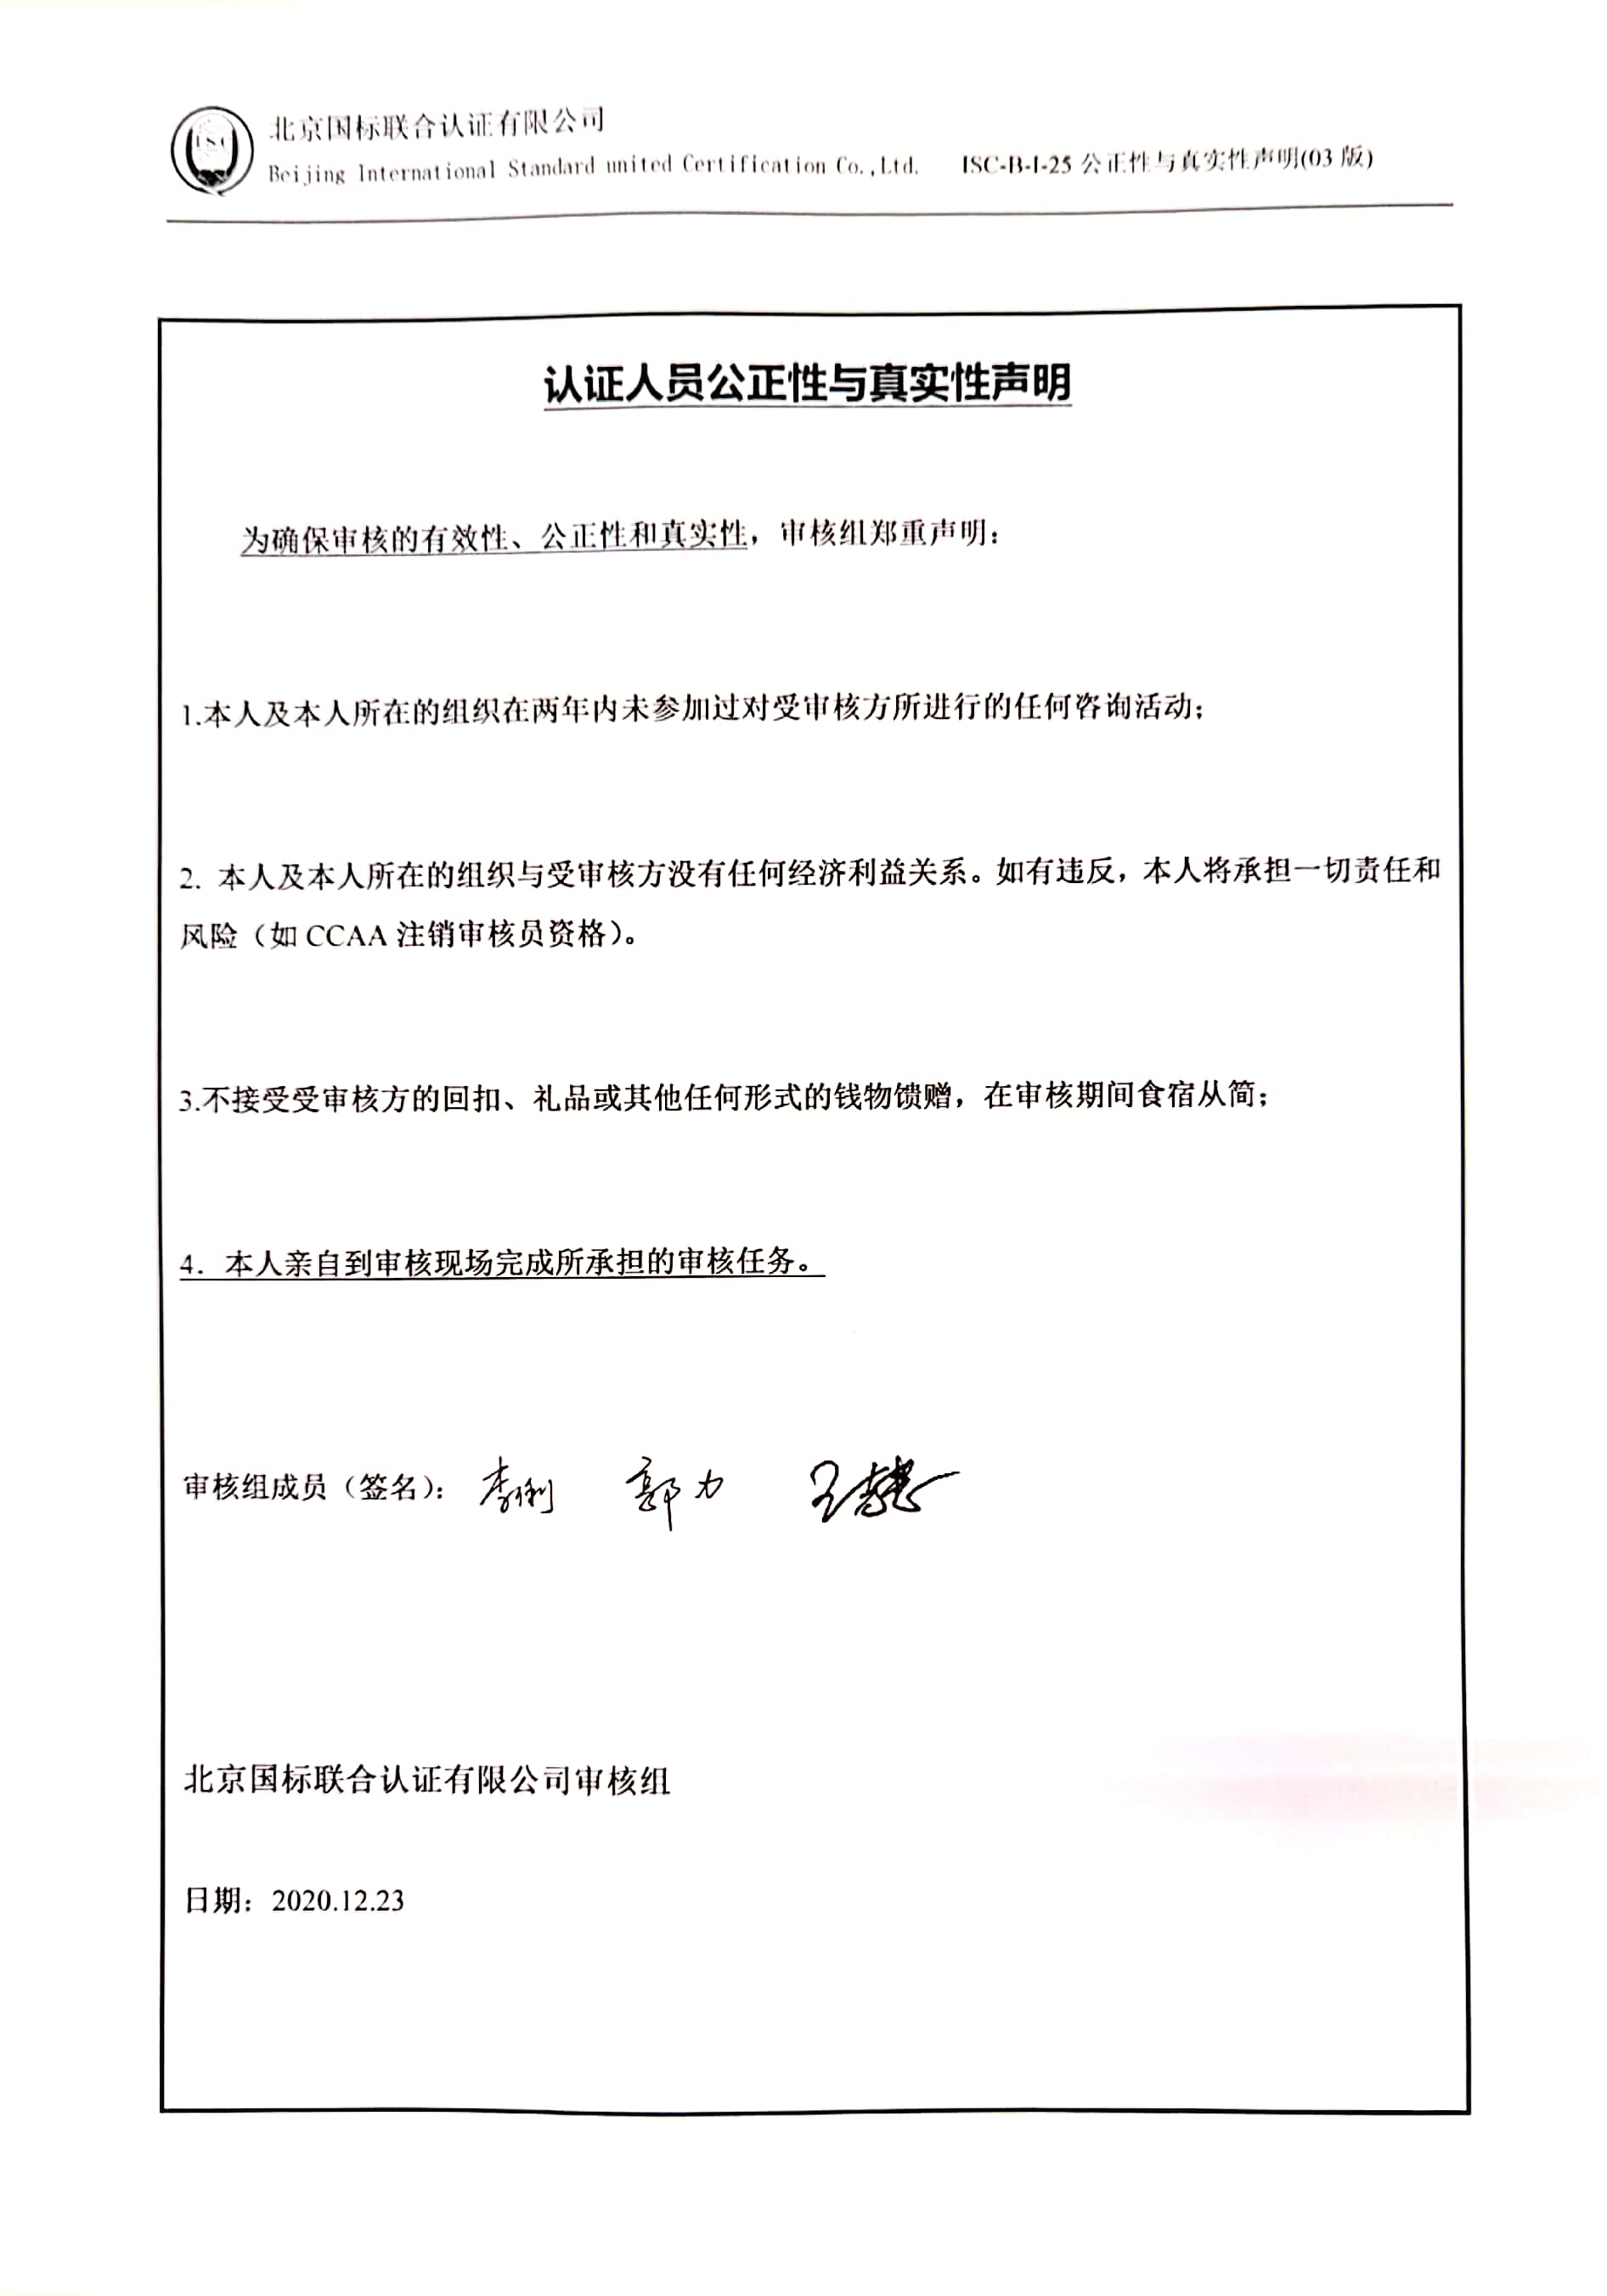 北京国标联合认证有限公司
Beijing International Standard united Certification Co.,Ltd. ISC-B-I-25 公正性与真实性声明(03 版)
认证人员公正性与真实性声明
为确保审核的有效性、公正性和真实性，审核组郑重声明：
1.本人及本人所在的组织在两年内未参加过对受审核方所进行的任何咨询活动；
2. 本人及本人所在的组织与受审核方没有任何经济利益关系。如有违反，本人将承担一切责任和
风险（如 CCAA 注销审核员资格）。
3.不接受受审核方的回扣、礼品或其他任何形式的钱物馈赠，在审核期间食宿从简；
4. 本人亲自到审核现场完成所承担的审核任务。
审核组成员（签名）： 李俐 郭力
北京国标联合认证有限公司审核组
日期：2020.12.23